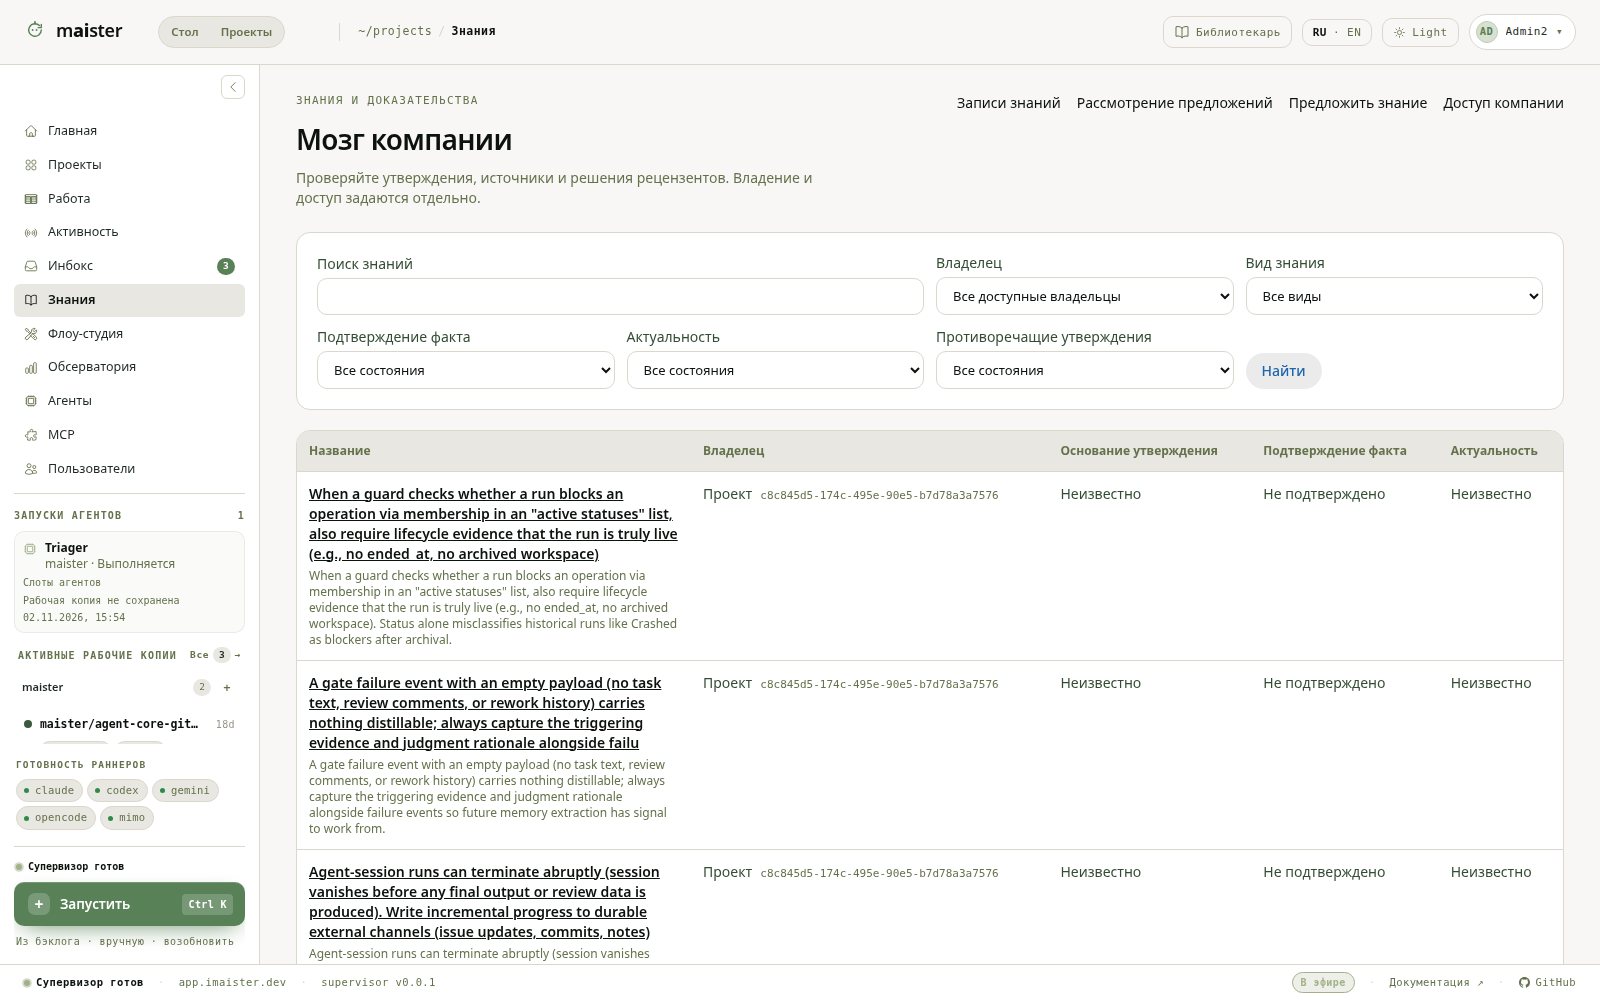 maister
Стол Проекты
~/projects / Знания
Библиотекарь
RU · EN
Light
AD Admin2 ▾
Главная
Проекты
Работа
Активность
Инбокс 3
Знания
Флоу-студия
Обсерватория
Агенты
MCP
Пользователи
ЗАПУСКИ АГЕНТОВ 1
Triager
maister · Выполняется
Слоты агентов
Рабочая копия не сохранена
02.11.2026, 15:54
АКТИВНЫЕ РАБОЧИЕ КОПИИ Все 3 →
maister 2 +
maister/agent-core-git… 18d
ГОТОВНОСТЬ РАННЕРОВ
claude codex gemini
opencode mimo
Супервизор готов
+ Запустить Ctrl K
Из бэклога · вручную · возобновить
ЗНАНИЯ И ДОКАЗАТЕЛЬСТВА
Записи знаний Рассмотрение предложений Предложить знание Доступ компании
Мозг компании
Проверяйте утверждения, источники и решения рецензентов. Владение и
доступ задаются отдельно.
Поиск знаний Владелец Вид знания
Все доступные владельцы Все виды
Подтверждение факта Актуальность Противоречащие утверждения
Все состояния Все состояния Все состояния Найти
Название Владелец Основание утверждения Подтверждение факта Актуальность
When a guard checks whether a run blocks an
operation via membership in an "active statuses" list,
also require lifecycle evidence that the run is truly live
(e.g., no ended_at, no archived workspace)
When a guard checks whether a run blocks an operation via
membership in an "active statuses" list, also require lifecycle
evidence that the run is truly live (e.g., no ended_at, no archived
workspace). Status alone misclassifies historical runs like Crashed
as blockers after archival.
Проект c8c845d5-174c-495e-90e5-b7d78a3a7576 Неизвестно Не подтверждено Неизвестно
A gate failure event with an empty payload (no task
text, review comments, or rework history) carries
nothing distillable; always capture the triggering
evidence and judgment rationale alongside failu
A gate failure event with an empty payload (no task text, review
comments, or rework history) carries nothing distillable; always
capture the triggering evidence and judgment rationale
alongside failure events so future memory extraction has signal
to work from.
Проект c8c845d5-174c-495e-90e5-b7d78a3a7576 Неизвестно Не подтверждено Неизвестно
Agent-session runs can terminate abruptly (session
vanishes before any final output or review data is
produced). Write incremental progress to durable
external channels (issue updates, commits, notes)
Agent-session runs can terminate abruptly (session vanishes
Проект c8c845d5-174c-495e-90e5-b7d78a3a7576 Неизвестно Не подтверждено Неизвестно
Супервизор готов · app.imaister.dev · supervisor v0.0.1
В эфире · Документация ↗ · GitHub